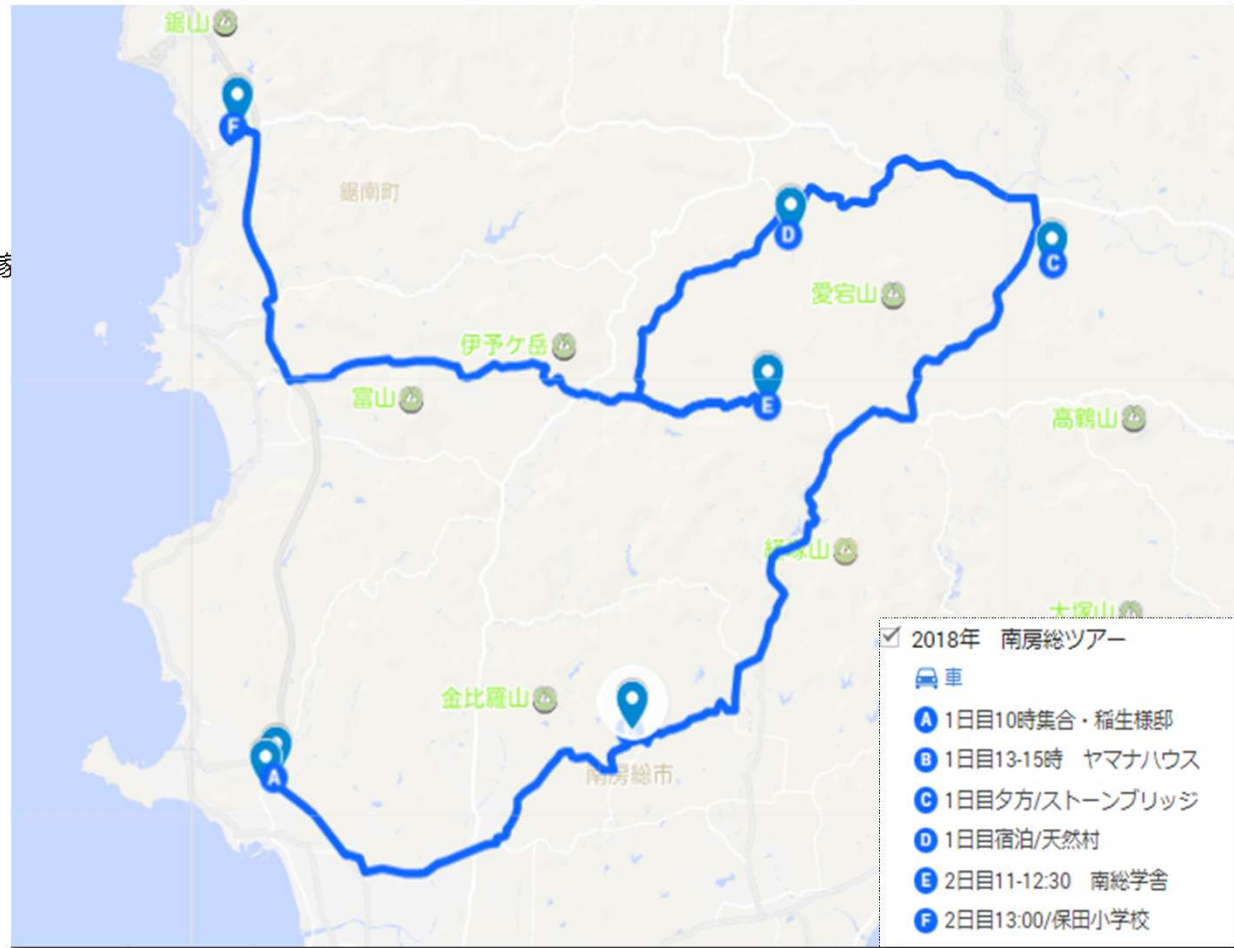 鋸山
F
鋸南町
D
C
愛宕山
伊予ケ岳
富山
E
高鶴山
経塚山
大塚山
金比羅山
南房総市
A
2018年 南房総ツアー
車
A 1日目10時集合・稲生様邸
B 1日目13-15時 ヤマナハウス
C 1日目夕方/ストーンブリッジ
D 1日目宿泊/天然村
E 2日目11-12:30 南総学舎
F 2日目13:00/保田小学校